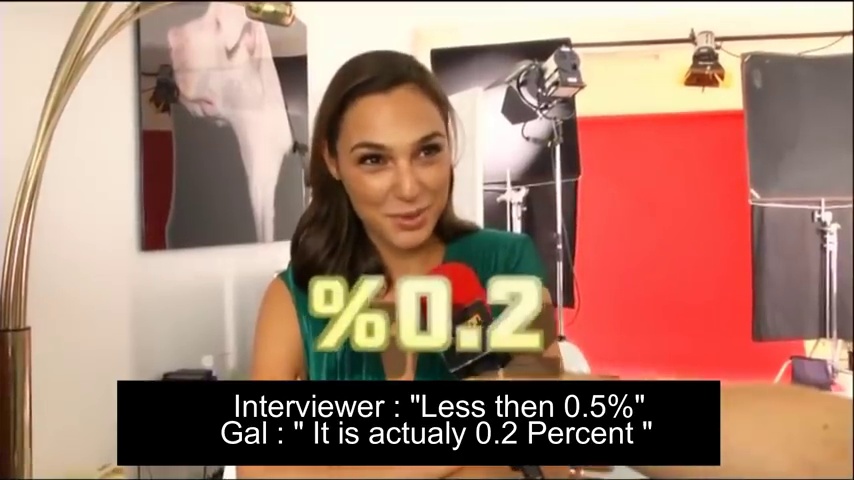 %0.2
Interviewer : "Less then 0.5%"
Gal : " It is actualy 0.2 Percent "